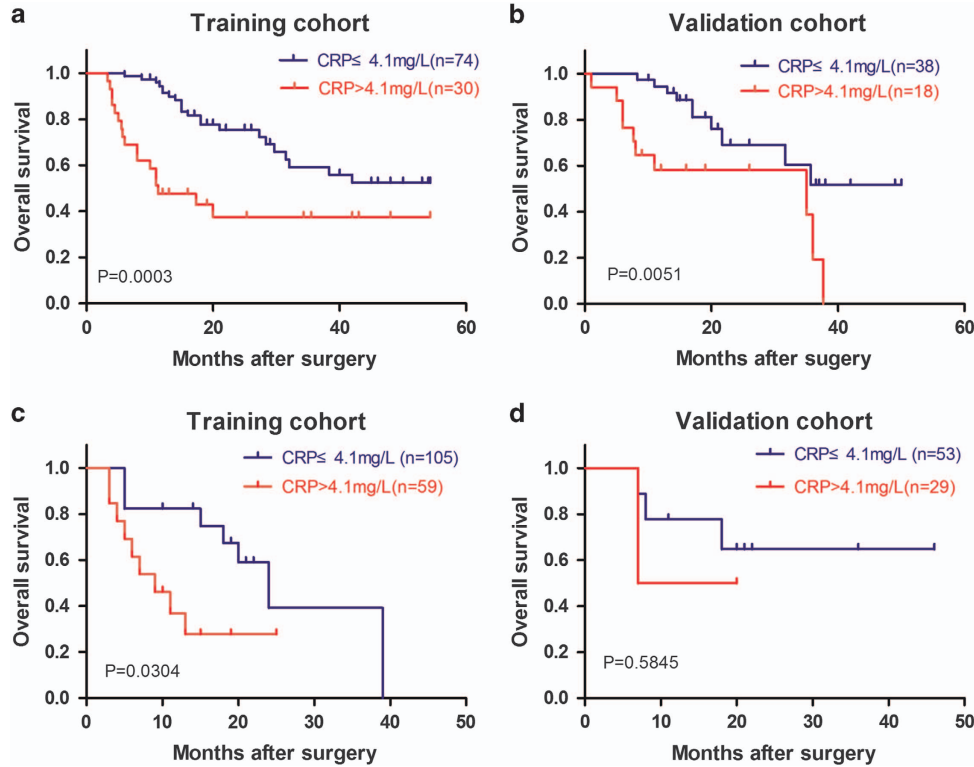 a
Training cohort
CRP≤ 4.1mg/L(n=74)
CRP>4.1mg/L(n=30)
Overall survival
1.0
0.8
0.6
0.4
0.2
0.0
P=0.0003
0 20 40 60
Months after surgery
b
Validation cohort
CRP≤ 4.1mg/L(n=38)
CRP>4.1mg/L(n=18)
Overall survival
1.0
0.8
0.6
0.4
0.2
0.0
P=0.0051
0 20 40 60
Months after sugery
c
Training cohort
CRP≤ 4.1mg/L (n=105)
CRP>4.1mg/L(n=59)
Overall survival
1.0
0.8
0.6
0.4
0.2
0.0
P=0.0304
0 10 20 30 40 50
Months after surgery
d
Validation cohort
CRP≤ 4.1mg/L(n=53)
CRP>4.1mg/L(n=29)
Overall survival
1.0
0.8
0.6
0.4
0.2
0.0
P=0.5845
0 10 20 30 40 50
Months after surgery